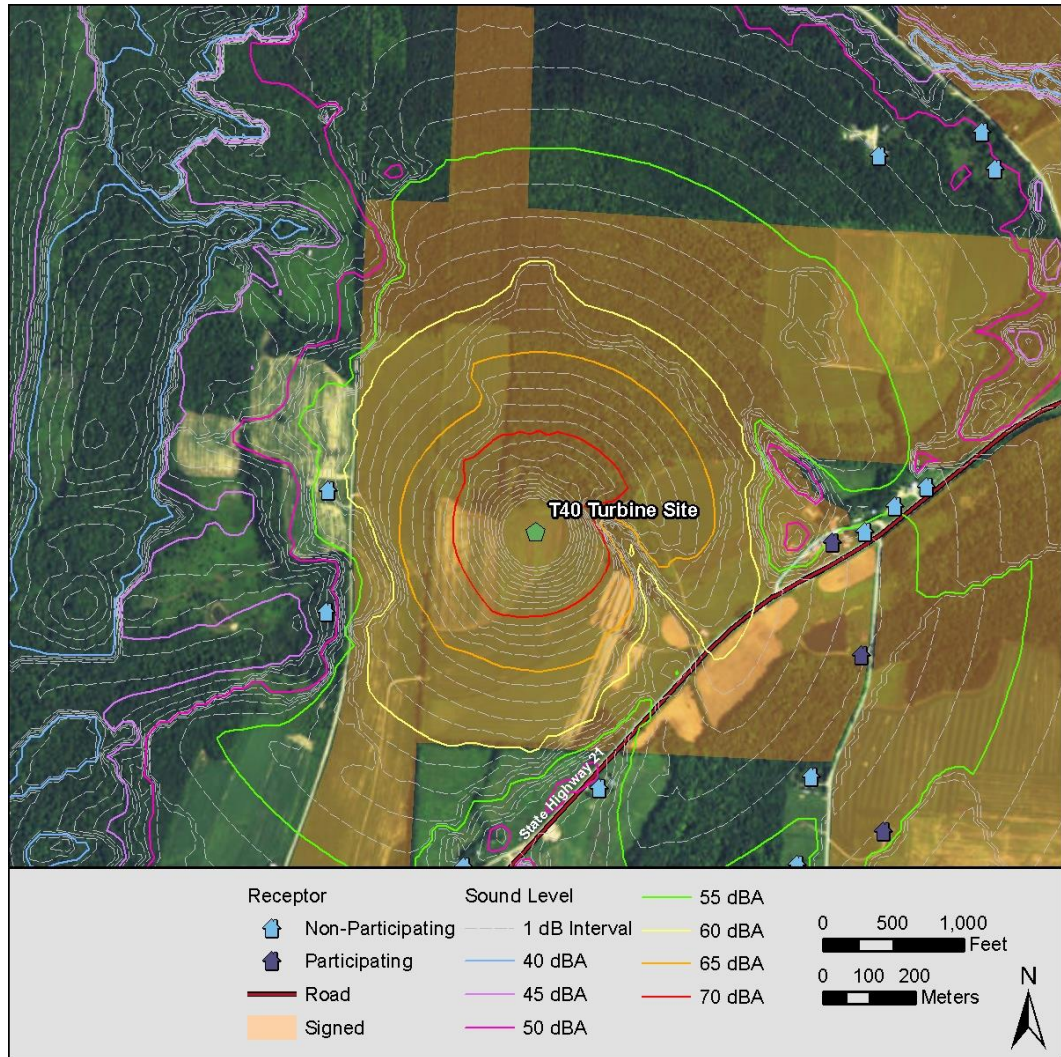 T40 Turbine Site
State Highway 21
Receptor
Non-Participating
Participating
Road
Signed
Sound Level
1 dB Interval
40 dBA
45 dBA
50 dBA
55 dBA
60 dBA
65 dBA
70 dBA
0 500 1,000
Feet
0 100 200
Meters
N